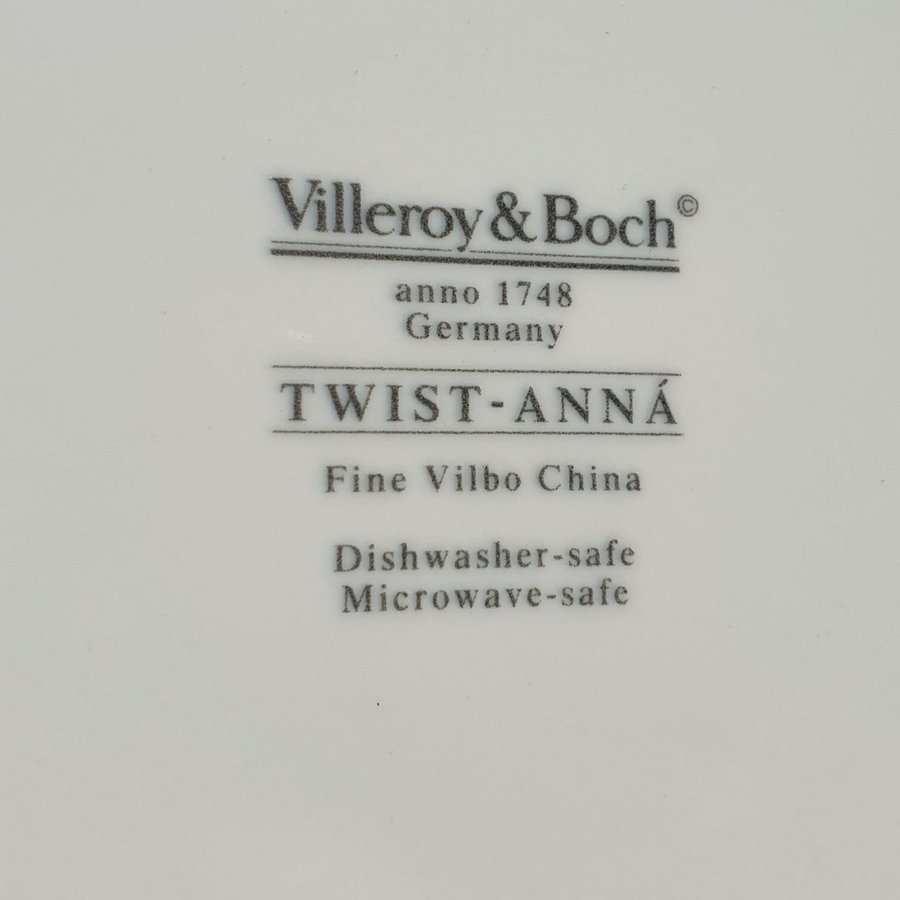 Villeroy & Boch©
anno 1748
Germany
TWIST-ANNÁ
Fine Vilbo China
Dishwasher-safe
Microwave-safe